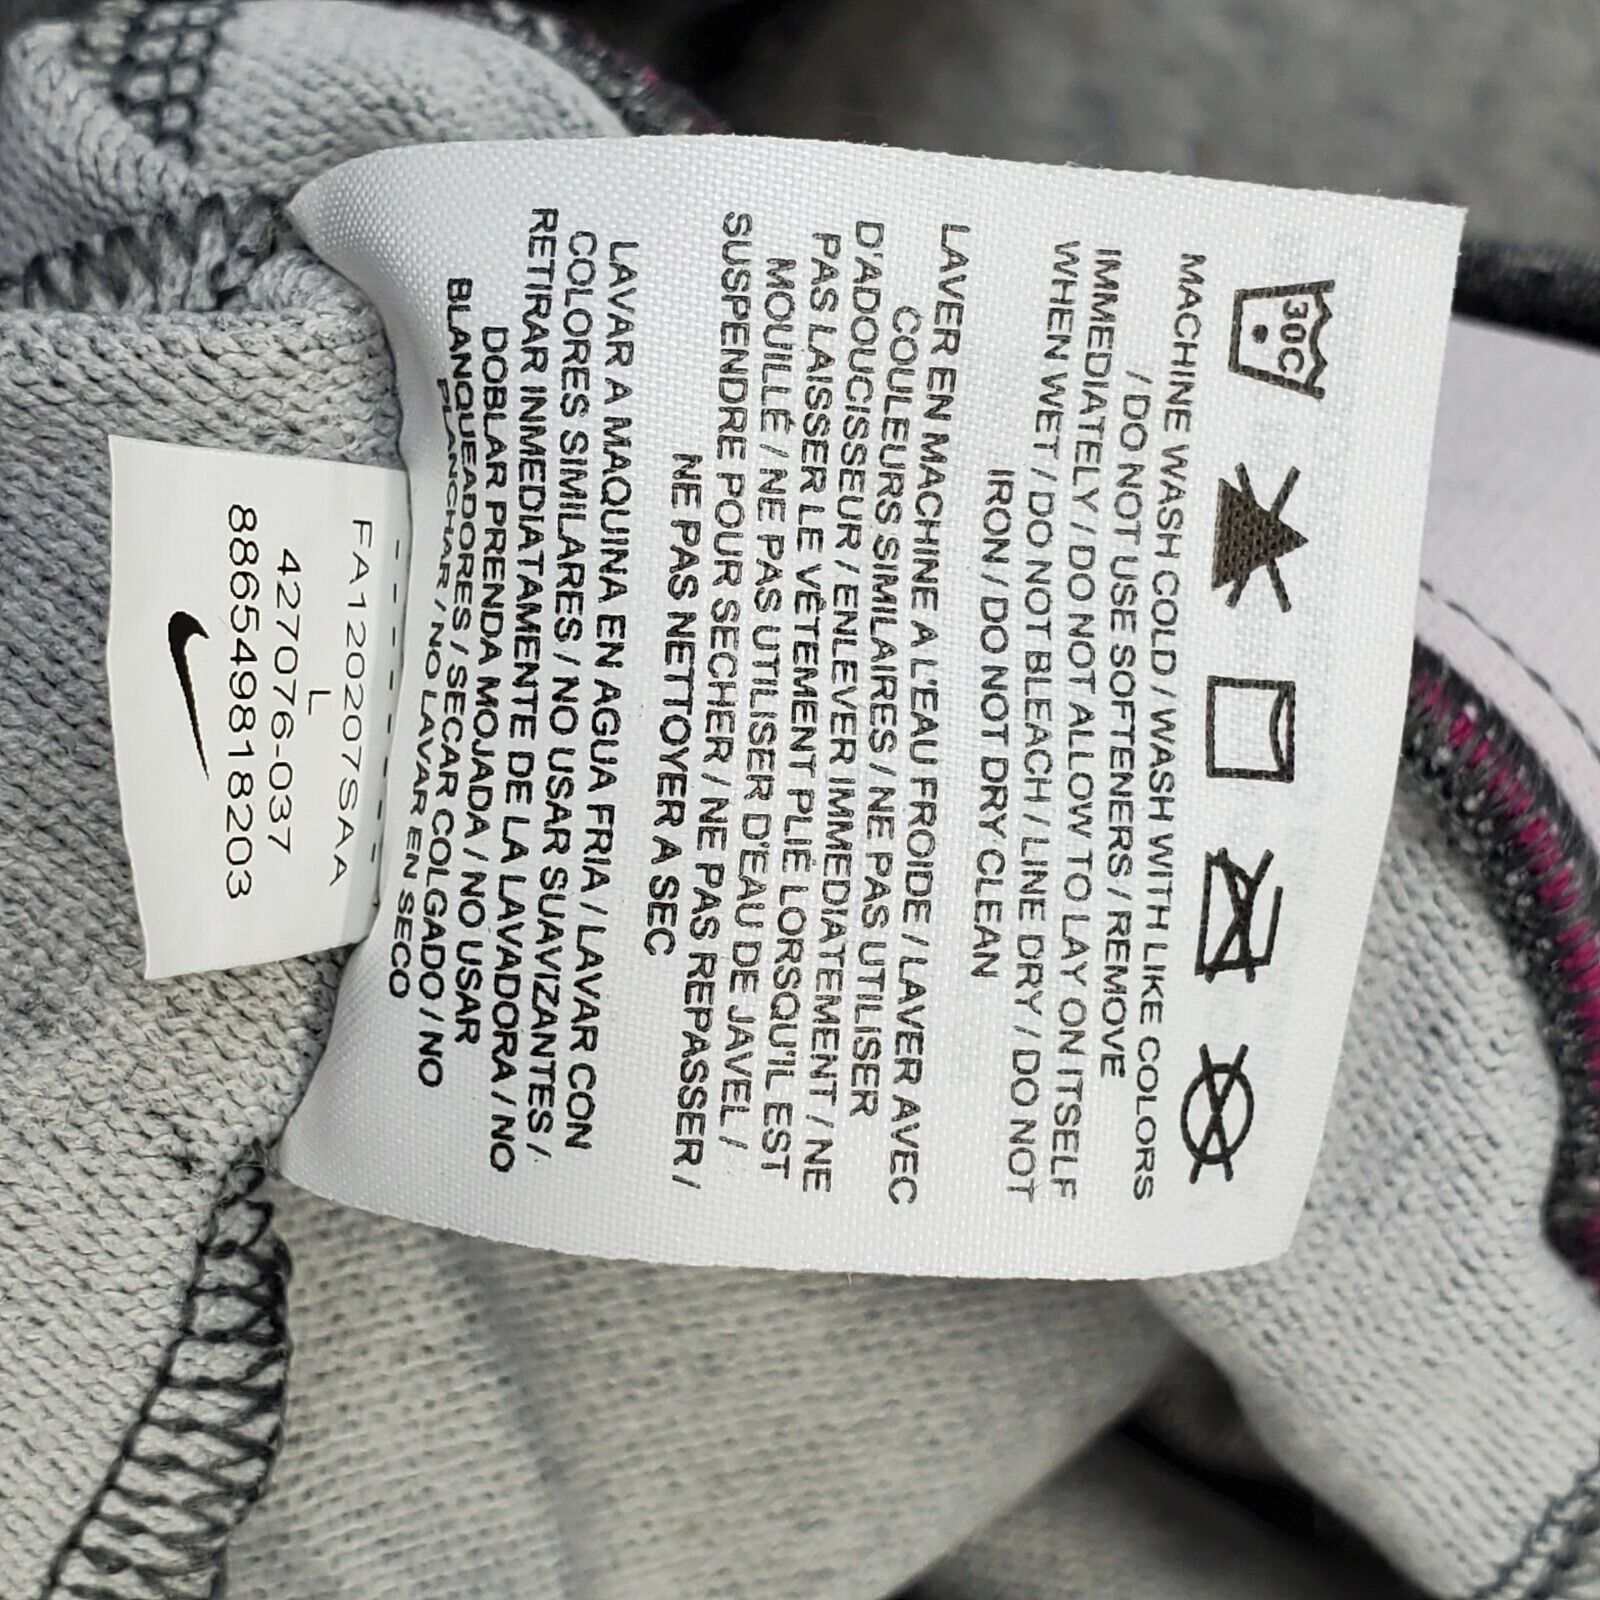 30C
MACHINE WASH COLD / WASH WITH LIKE COLORS
/ DO NOT USE SOFTENERS / REMOVE
IMMEDIATELY / DO NOT ALLOW TO LAY ON ITSELF
WHEN WET / DO NOT BLEACH / LINE DRY / DO NOT
IRON / DO NOT DRY CLEAN
LAVER EN MACHINE A L'EAU FROIDE / LAVER AVEC
COULEURS SIMILAIRES / NE PAS UTILISER
D'ADOUCISSEUR / ENLEVER IMMEDIATEMENT / NE
PAS LAISSER LE VÊTEMENT PLIÉ LORSQU'IL EST
MOUILLÉ / NE PAS UTILISER D'EAU DE JAVEL /
SUSPENDRE POUR SECHER / NE PAS REPASSER /
NE PAS NETTOYER A SEC
LAVAR A MAQUINA EN AGUA FRIA / LAVAR CON
COLORES SIMILARES / NO USAR SUAVIZANTES /
RETIRAR INMEDIATAMENTE DE LA LAVADORA / NO
DOBLAR PRENDA MOJADA / NO USAR
BLANQUEADORES / SECAR COLGADO / NO
PLANCHAR / NO LAVAR EN SECO
FA120207SAA
L
427076-037
886549818203